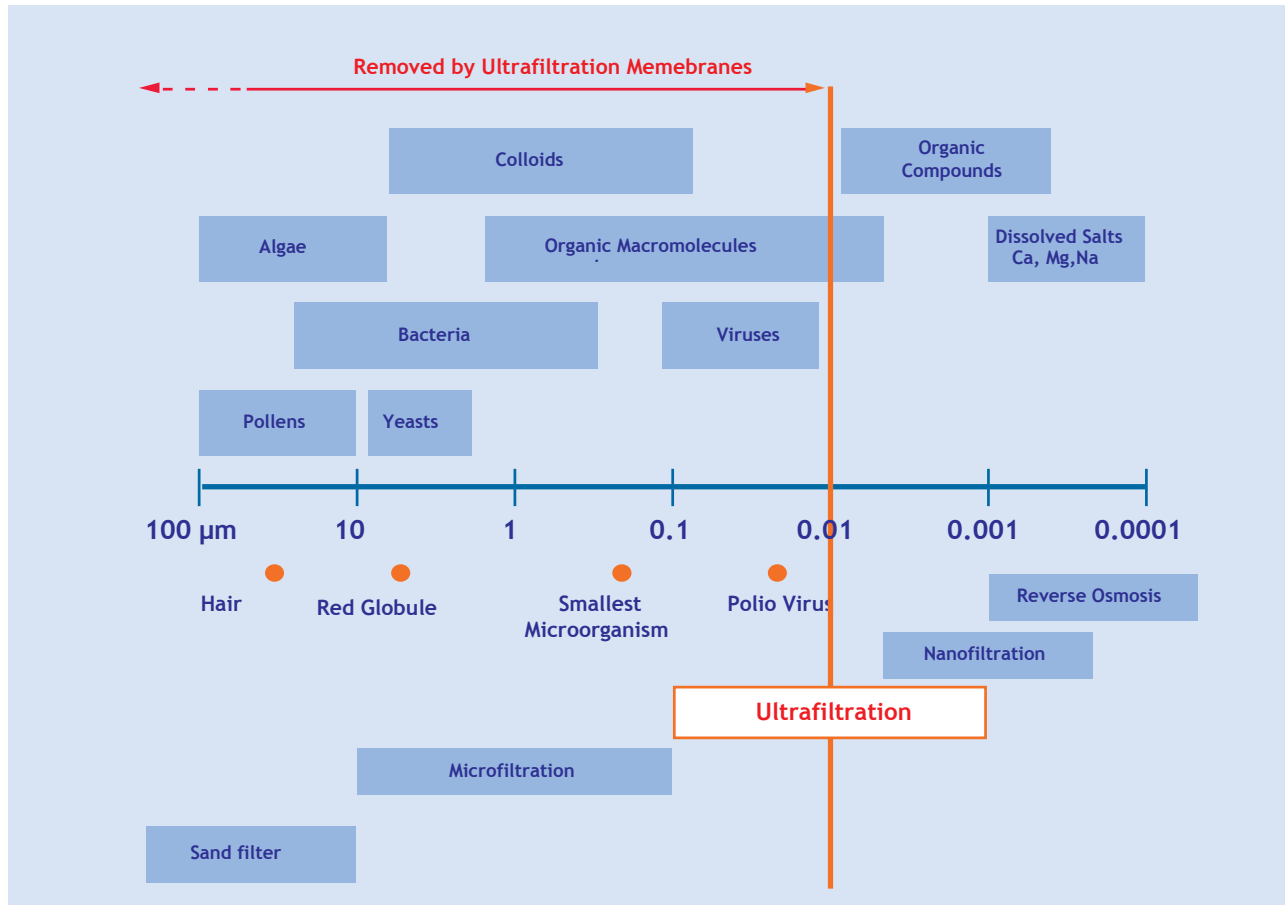 Removed by Ultrafiltration Memebranes
Colloids
Organic
Compounds
Algae
Organic Macromolecules
Dissolved Salts
Ca, Mg,Na
Bacteria
Viruses
Pollens
Yeasts
100 µm
10
1
0.1
0.01
0.001
0.0001
Hair
Red Globule
Smallest
Microorganism
Polio Virus
Reverse Osmosis
Nanofiltration
Ultrafiltration
Microfiltration
Sand filter